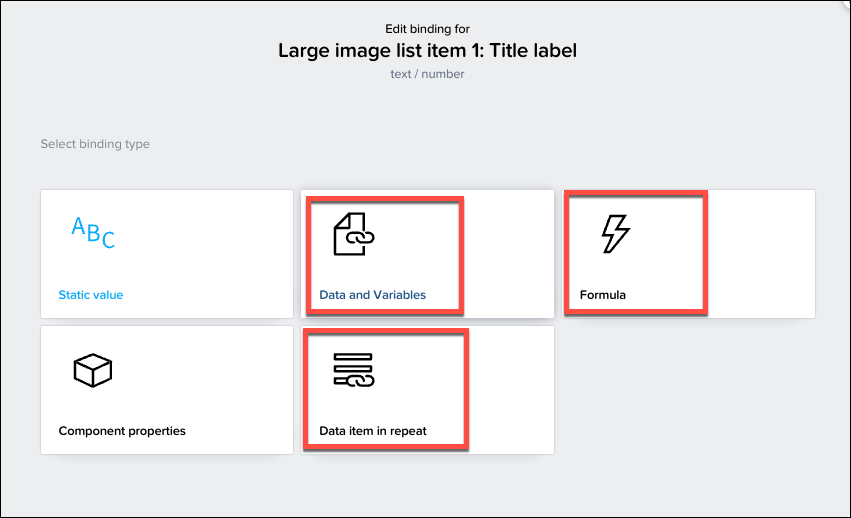 Edit binding for
Large image list item 1: Title label
text / number
Select binding type
ABC
Static value
Data and Variables
Formula
Component properties
Data item in repeat